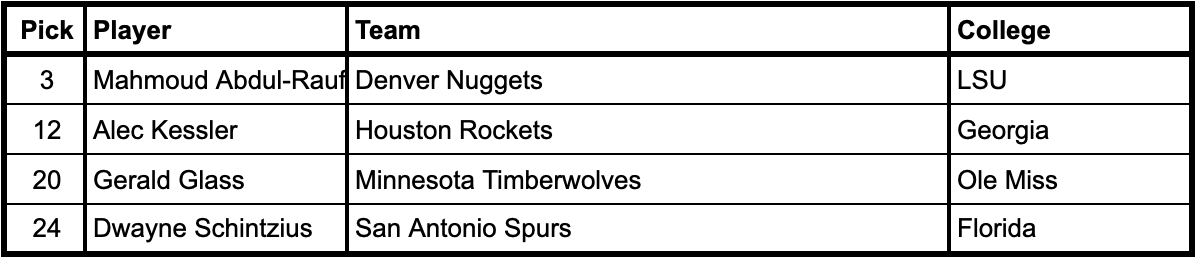 Pick Player Team College
3 Mahmoud Abdul-Rauf Denver Nuggets LSU
12 Alec Kessler Houston Rockets Georgia
20 Gerald Glass Minnesota Timberwolves Ole Miss
24 Dwayne Schintzius San Antonio Spurs Florida